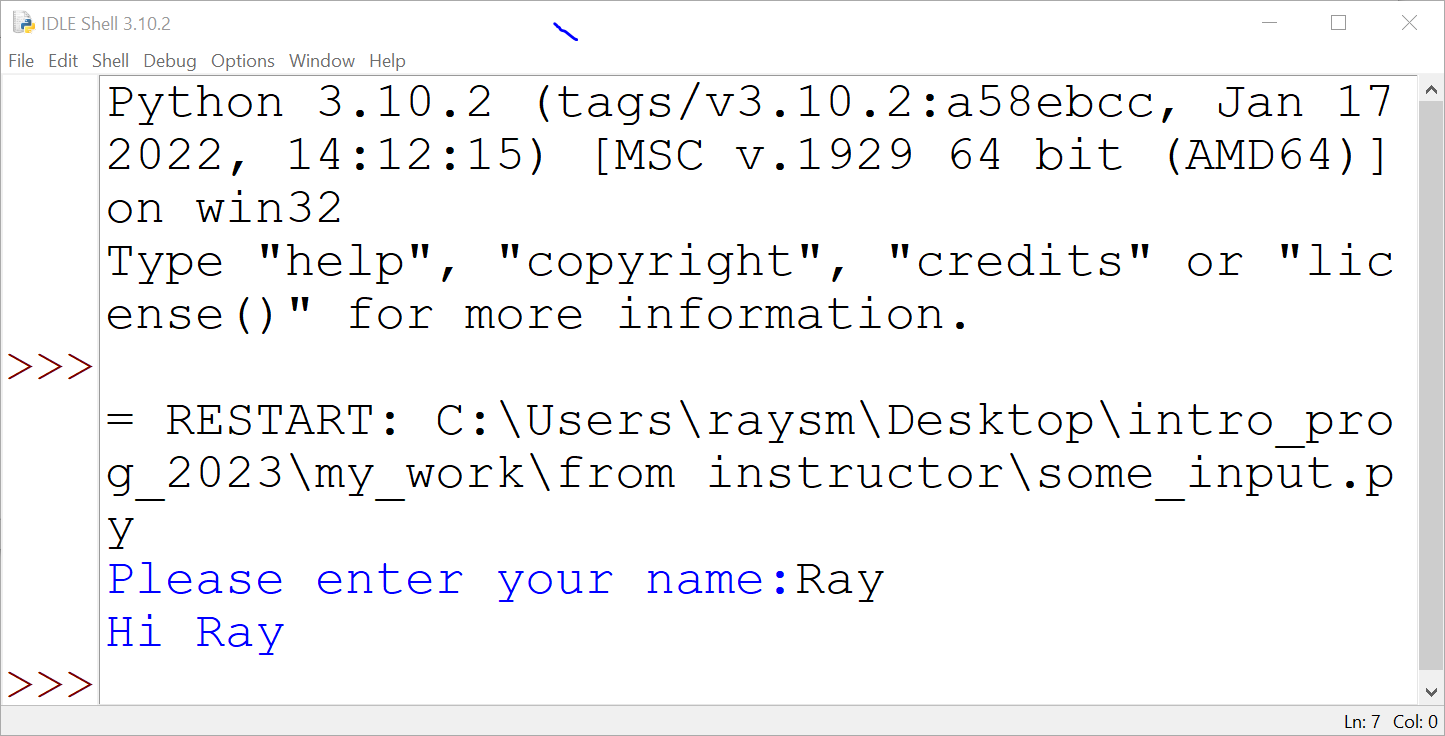 IDLE Shell 3.10.2
File Edit Shell Debug Options Window Help
Python 3.10.2 (tags/v3.10.2:a58ebcc, Jan 17
2022, 14:12:15) [MSC v.1929 64 bit (AMD64)]
on win32
Type "help", "copyright", "credits" or "lic
ense()" for more information.
>>>
= RESTART: C:\Users\raysm\Desktop\intro_pro
g_2023\my_work\from instructor\some_input.p
y
Please enter your name:Ray
Hi Ray
>>>
Ln: 7 Col: 0